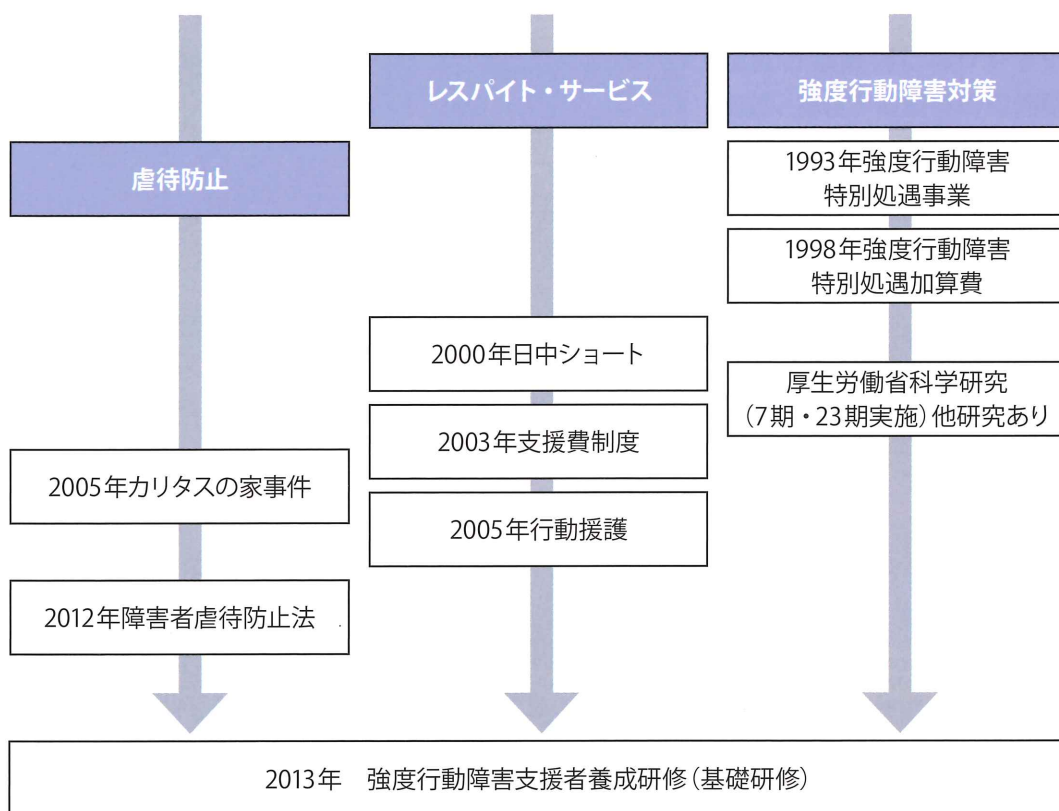 虐待防止
2005年カリタスの家事件
2012年障害者虐待防止法
レスパイト・サービス
2000年日中ショート
2003年支援費制度
2005年行動援護
強度行動障害対策
1993年強度行動障害
特別処遇事業
1998年強度行動障害
特別処遇加算費
厚生労働省科学研究
(7期・23期実施)他研究あり
2013年　強度行動障害支援者養成研修(基礎研修)